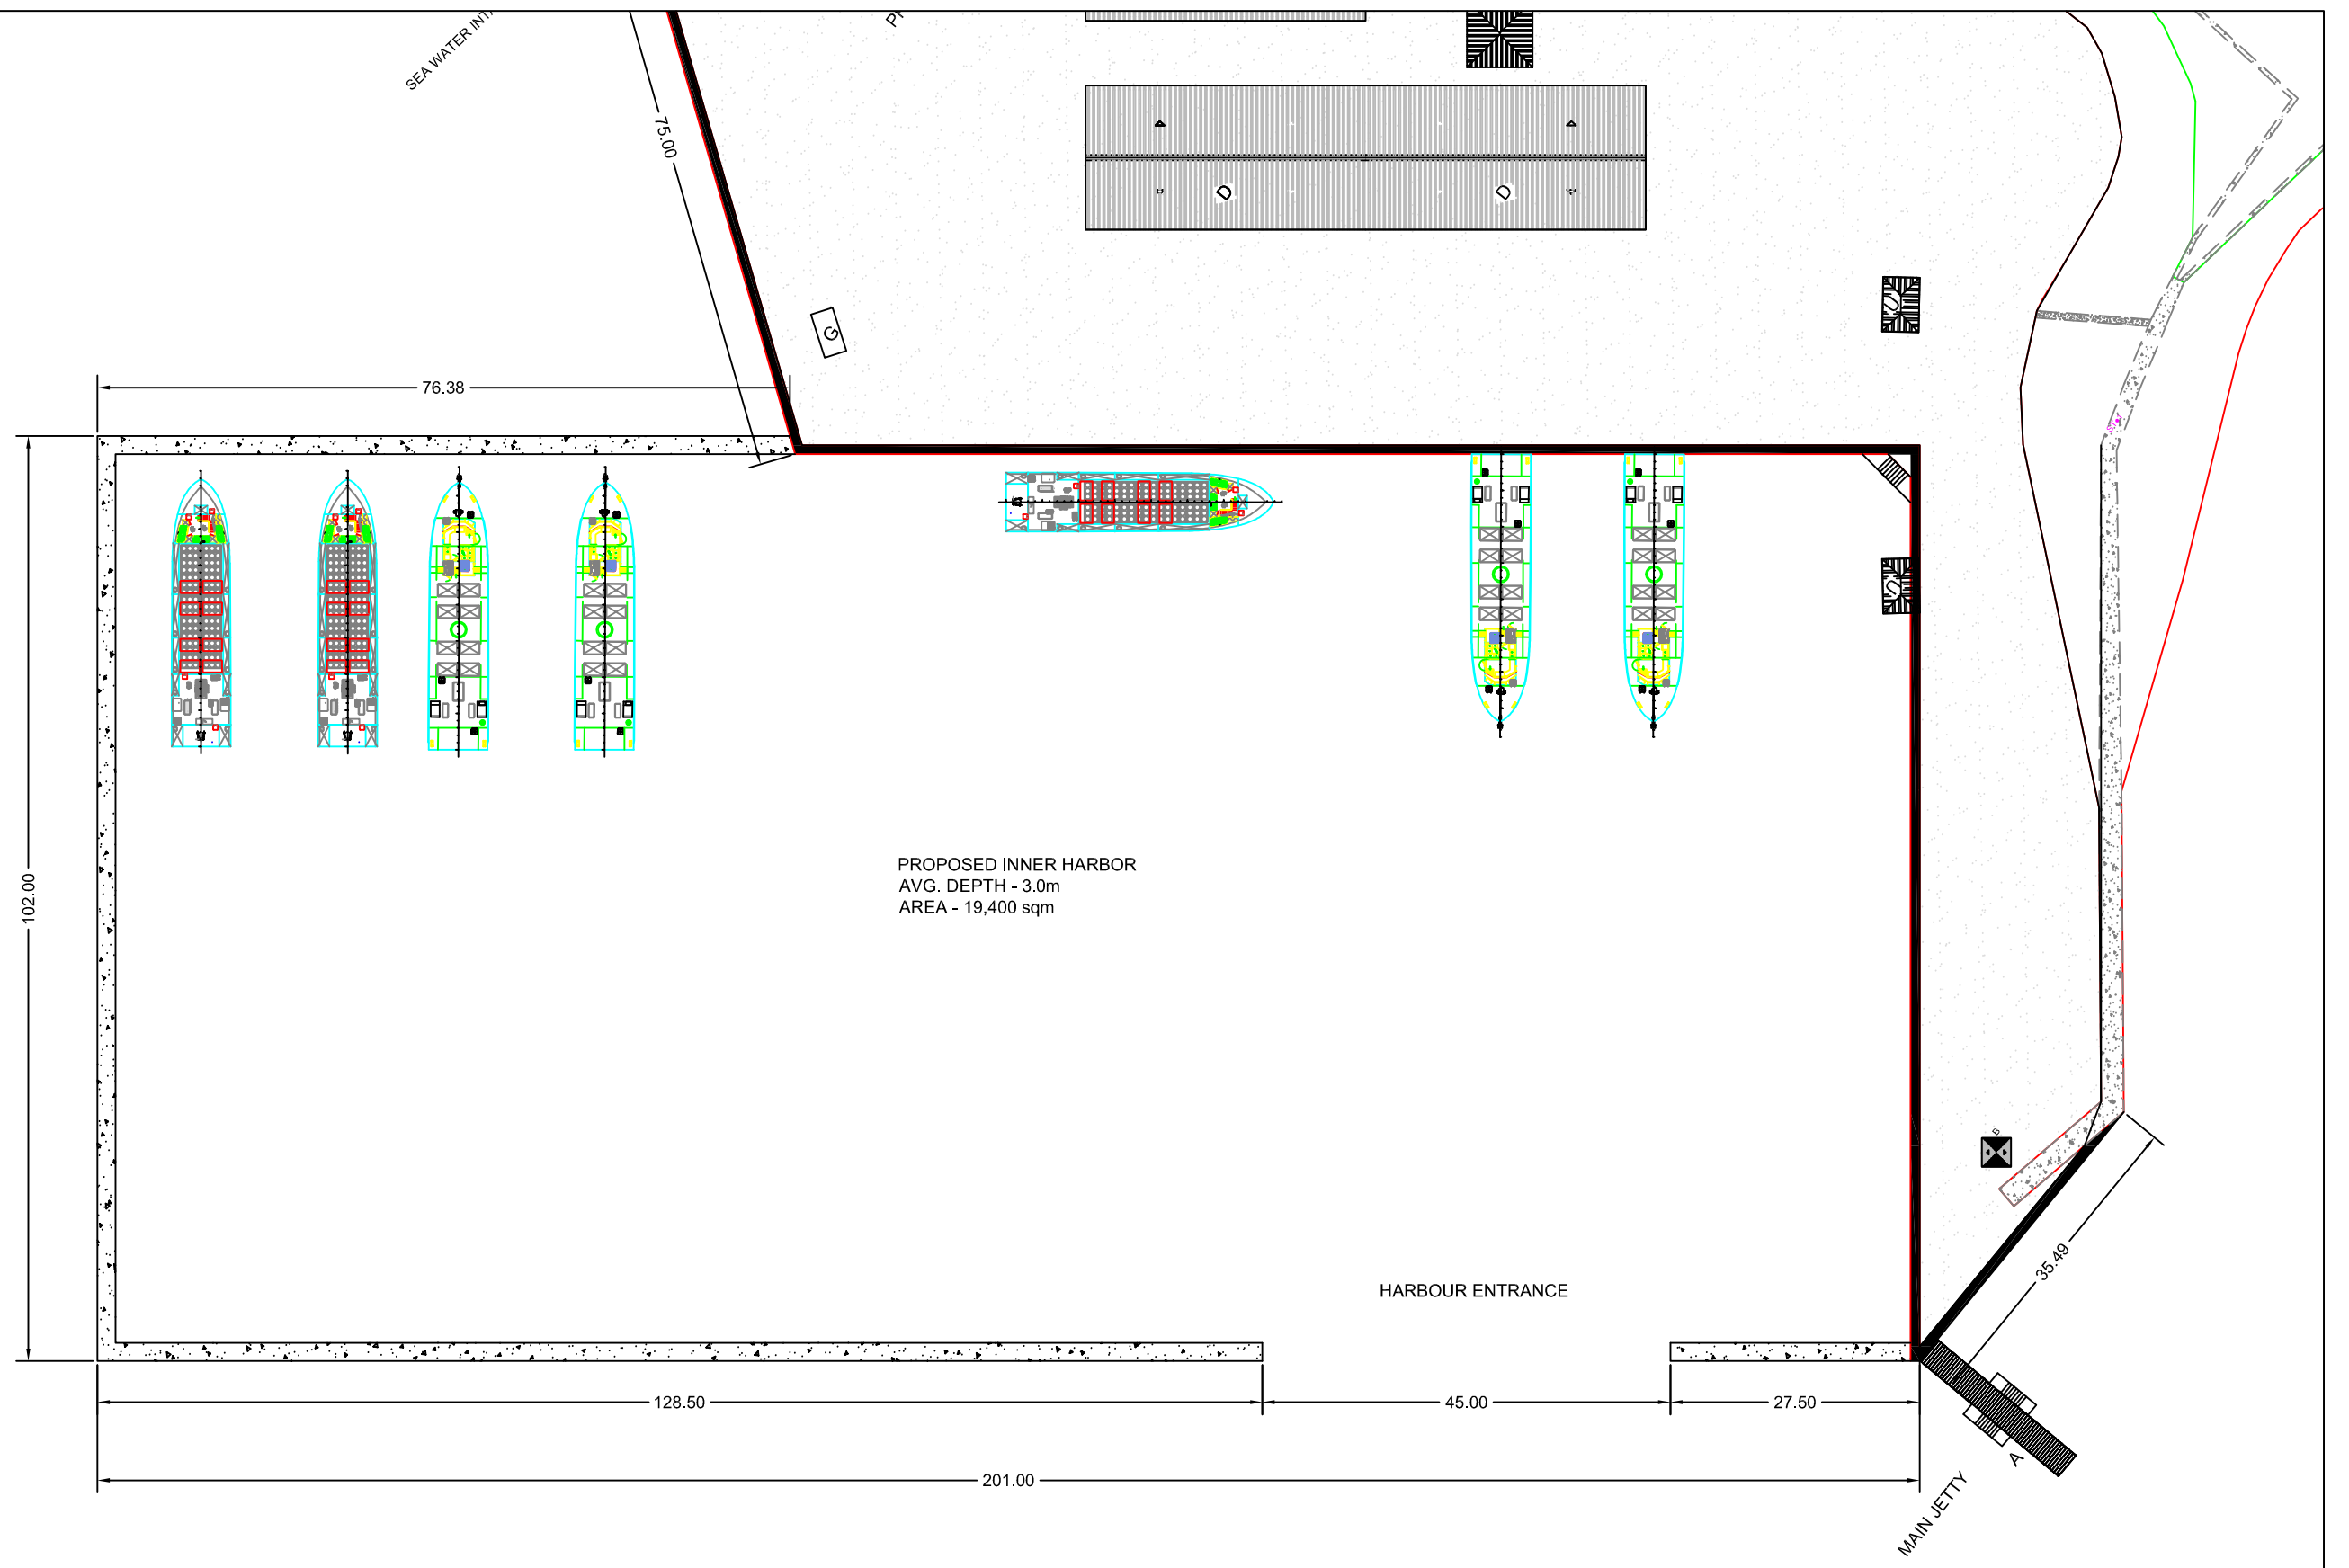 SEA WATER INT
75.00
D
D
U
G
76.38
ST
U
102.00
PROPOSED INNER HARBOR
AVG. DEPTH - 3.0m
AREA - 19,400 sqm
B
35.49
HARBOUR ENTRANCE
128.50
45.00
27.50
A
201.00
MAIN JETTY